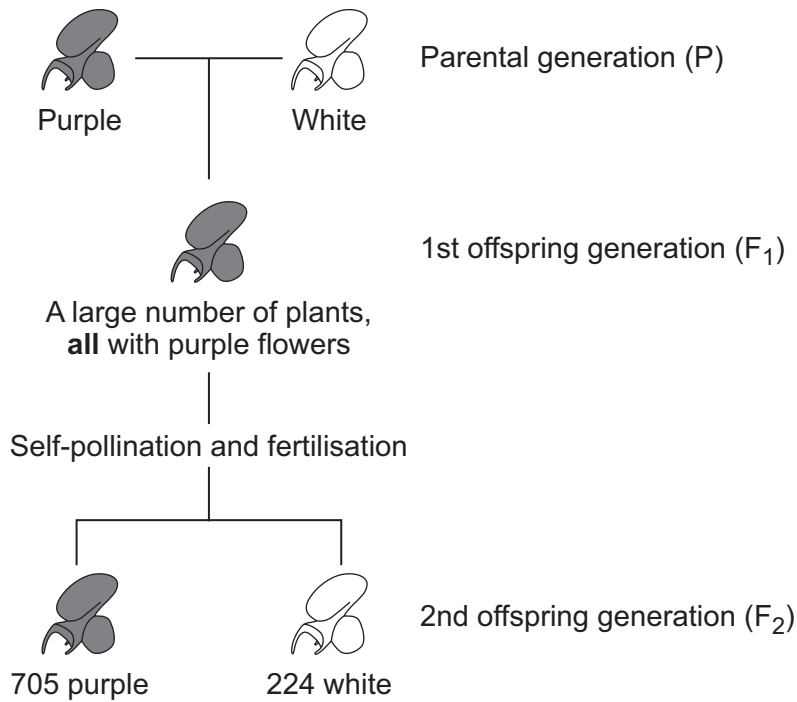 Purple
White
Parental generation (P)
1st offspring generation (F1)
A large number of plants,
all with purple flowers
Self-pollination and fertilisation
2nd offspring generation (F2)
705 purple
224 white